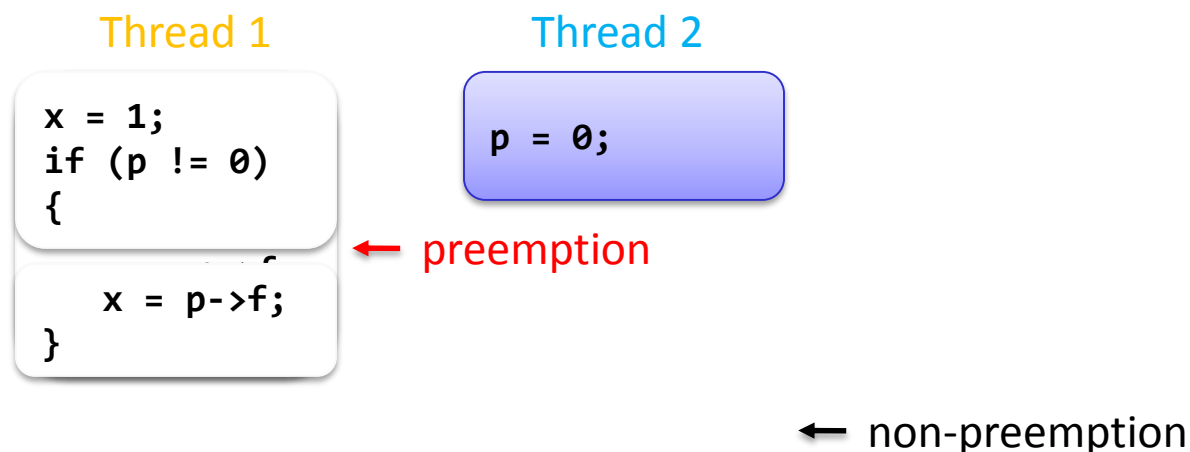 Thread 1
Thread 2
x = 1;
if (p != 0)
{
p = 0;
preemption
x = p->f;
}
non-preemption